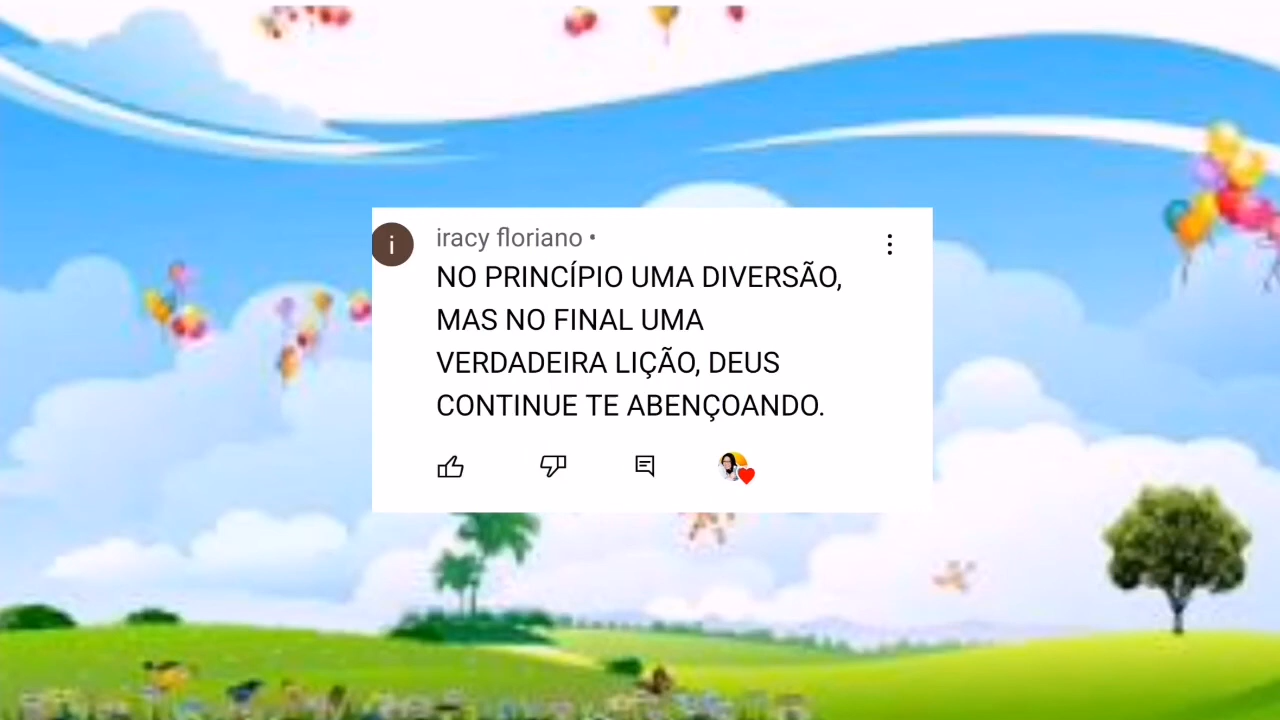 i
iracy floriano •
NO PRINCÍPIO UMA DIVERSÃO,
MAS NO FINAL UMA
VERDADEIRA LIÇÃO, DEUS
CONTINUE TE ABENÇOANDO.